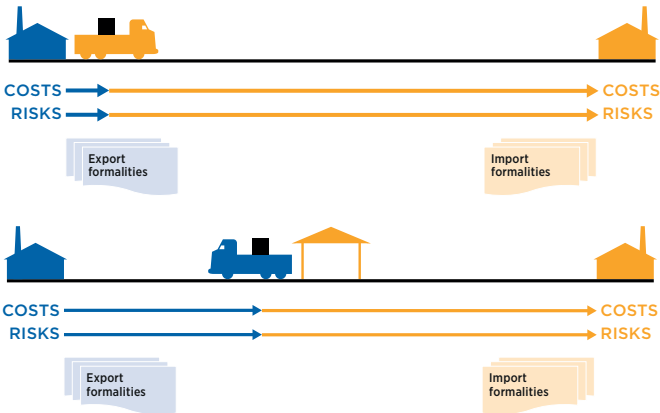 COSTS COSTS
RISKS RISKS
Export
formalities
Import
formalities
COSTS COSTS
RISKS RISKS
Export
formalities
Import
formalities